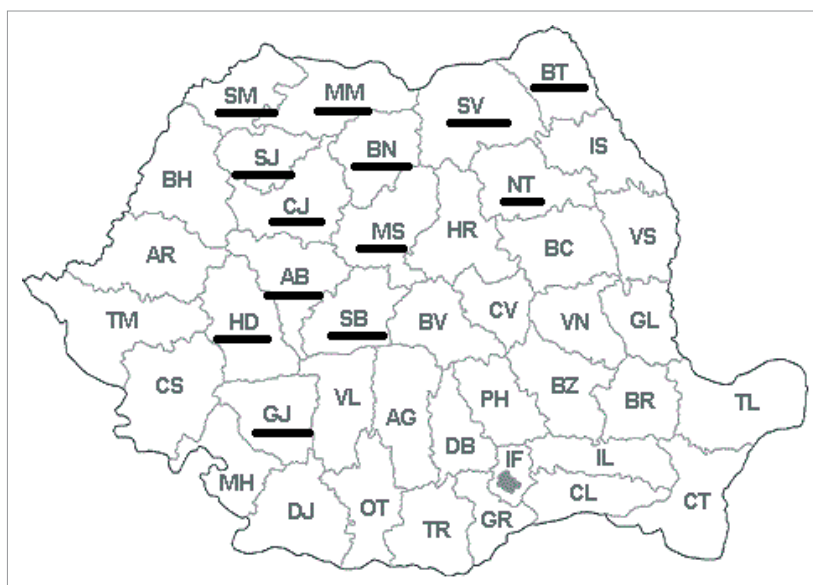 BT
SM
MM
SV
IS
SJ
BN
BH
NT
CJ
MS
HR
VS
BC
AR
AB
TM
HD
SB
BV
CV
VN
GL
CS
VL
GJ
AG
PH
BZ
BR
TL
DB
IF
IL
MH
CL
CT
DJ
OT
TR
GR